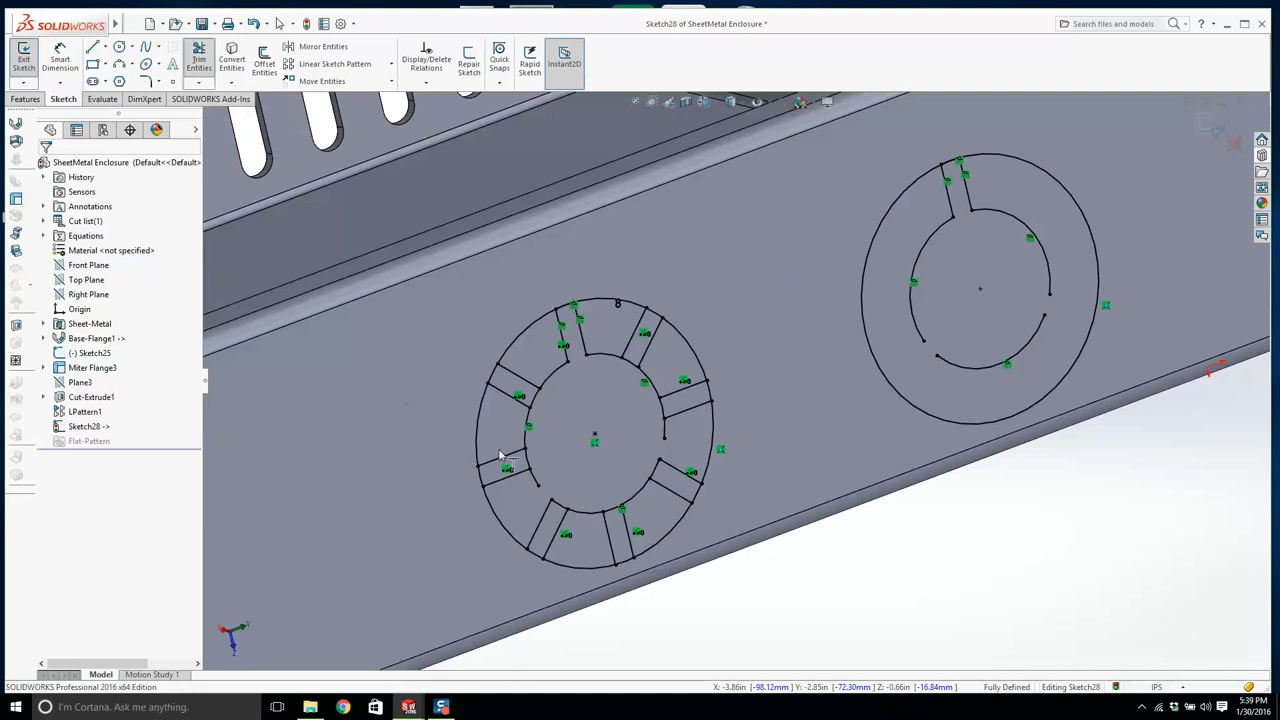 SOLIDWORKS
Sketch28 of SheetMetal Enclosure *
Search files and models
Exit Sketch
Smart Dimension
Trim Entities
Convert Entities
Offset Entities
Mirror Entities
Linear Sketch Pattern
Move Entities
Display/Delete Relations
Repair Sketch
Quick Snaps
Rapid Sketch
Instant2D
Features
Sketch
Evaluate
DimXpert
SOLIDWORKS Add-Ins
SheetMetal Enclosure (Default<<Default>
History
Sensors
Annotations
Cut list(1)
Equations
Material <not specified>
Front Plane
Top Plane
Right Plane
Origin
Sheet-Metal
Base-Flange1 ->
(-) Sketch25
Miter Flange3
Plane3
Cut-Extrude1
LPattern1
Sketch28 ->
Flat-Pattern
8
Model
Motion Study 1
SOLIDWORKS Professional 2016 x64 Edition
X: -3.86in [-98.12mm] Y: -2.85in [-72.30mm] Z: -0.66in [-16.84mm]
Fully Defined
Editing Sketch28
IPS
I'm Cortana. Ask me anything.
5:39 PM
1/30/2016